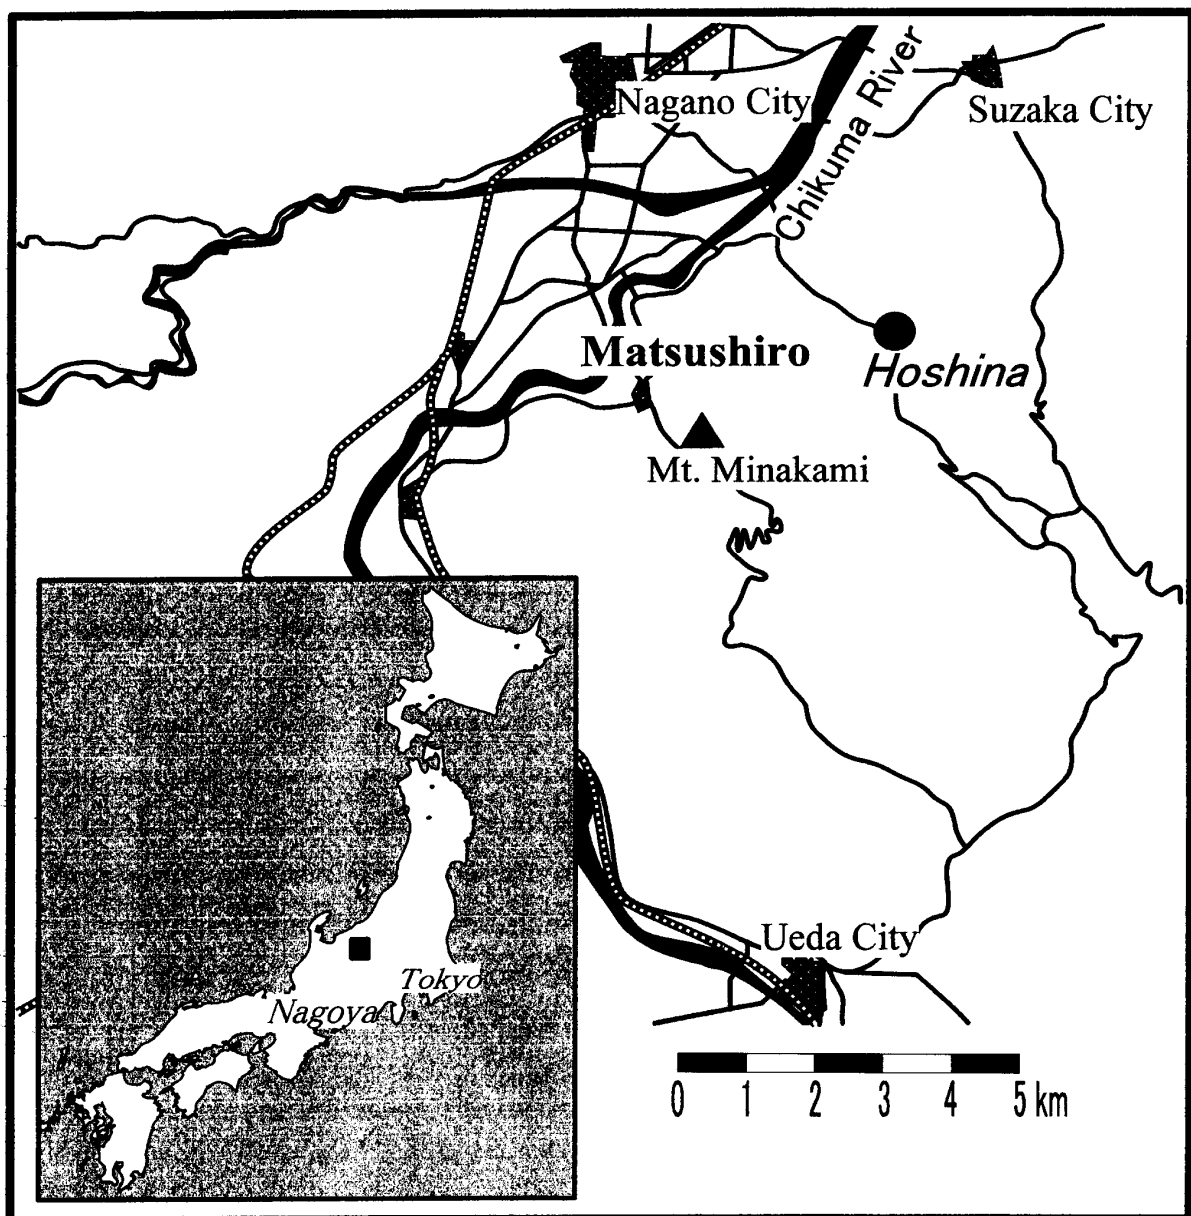 Nagano City
Chikuma River
Suzaka City
Matsushiro
Hoshina
Mt. Minakami
Ueda City
Tokyo
Nagoya
0 1 2 3 4 5 km